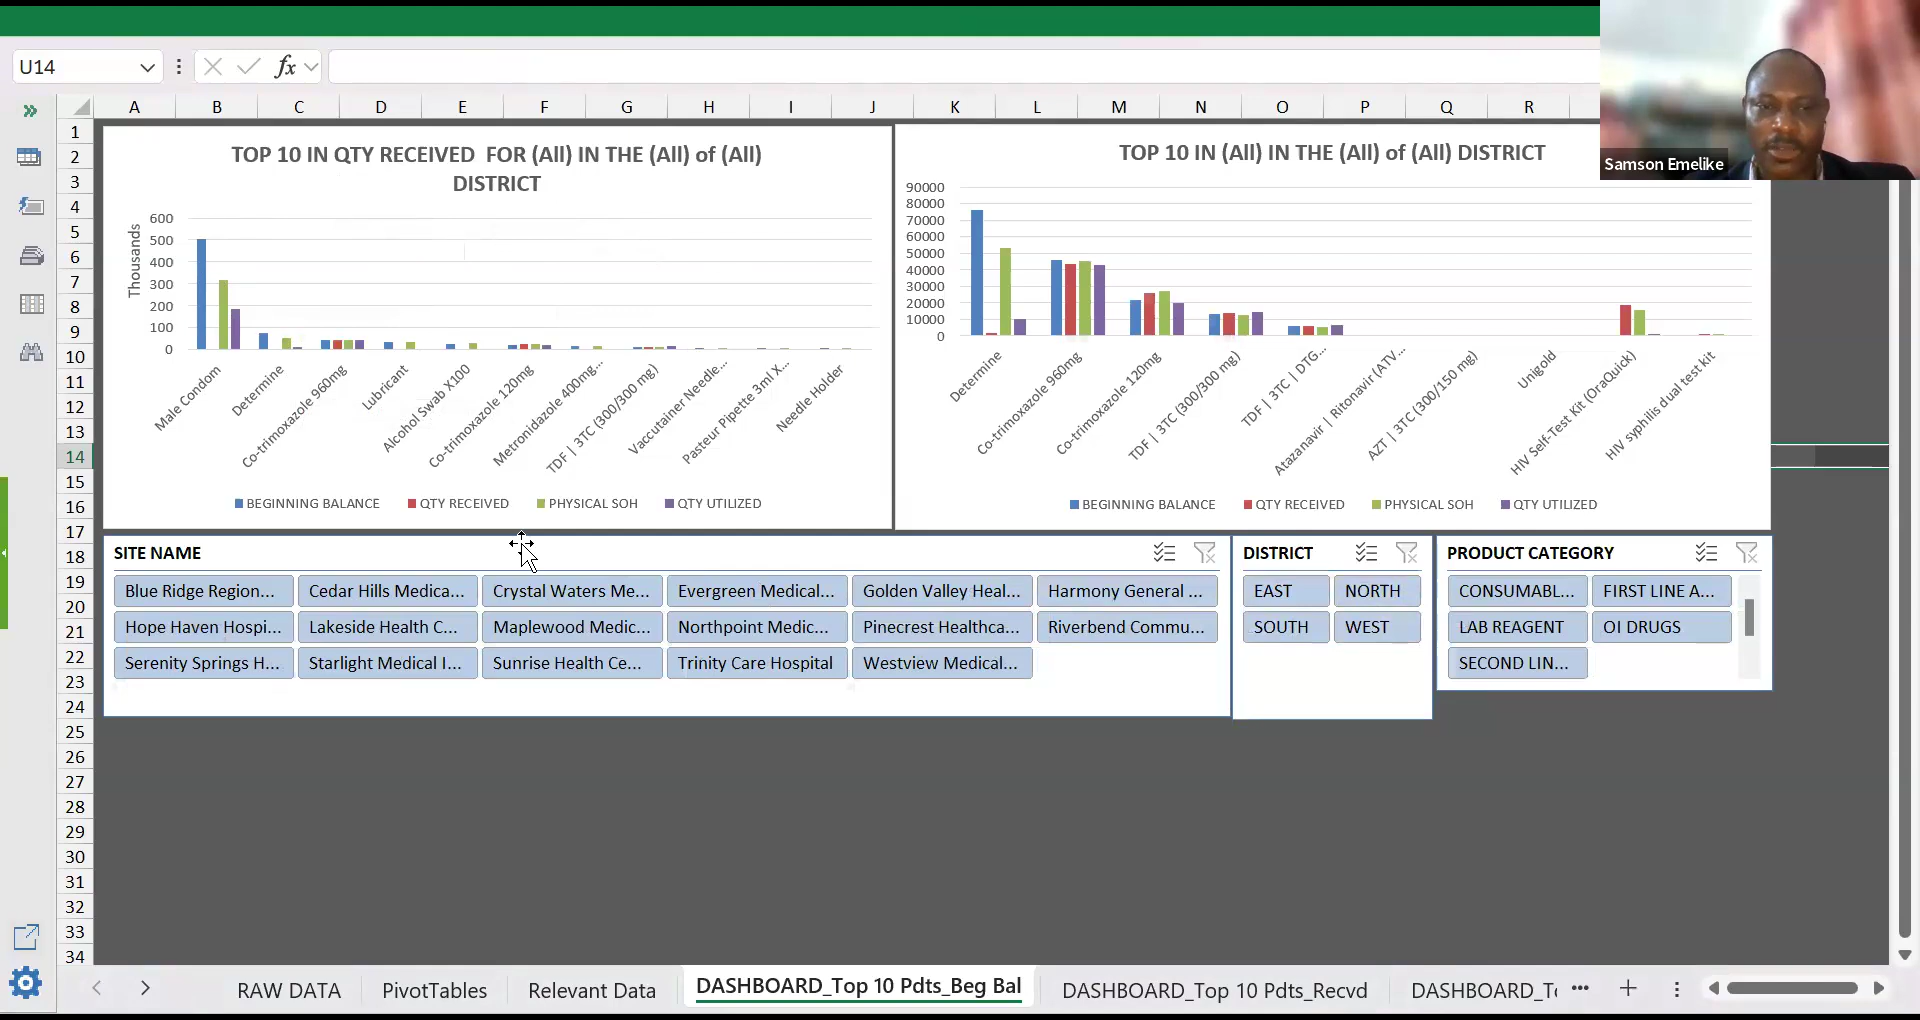 U14
fx
Samson Emelike
A B C D E F G H I J K L M N O P Q R
1
2
3
4
5
6
7
8
9
10
11
12
13
14
15
16
17
18
19
20
21
22
23
24
25
26
27
28
29
30
31
32
33
34
TOP 10 IN QTY RECEIVED FOR (All) IN THE (All) of (All)
DISTRICT
Thousands
600
500
400
300
200
100
0
Male Condom
Determine
Co-trimoxazole 960mg
Lubricant
Alcohol Swab X100
Co-trimoxazole 120mg
Metronidazole 400mg...
TDF | 3TC (300/300 mg)
Vaccutainer Needle...
Pasteur Pipette 3ml X...
Needle Holder
BEGINNING BALANCE QTY RECEIVED PHYSICAL SOH QTY UTILIZED
TOP 10 IN (All) IN THE (All) of (All) DISTRICT
90000
80000
70000
60000
50000
40000
30000
20000
10000
0
Determine
Co-trimoxazole 960mg
Co-trimoxazole 120mg
TDF | 3TC (300/300 mg)
TDF | 3TC | DTG...
Atazanavir | Ritonavir (ATV...
AZT | 3TC (300/150 mg)
Unigold
HIV Self-Test Kit (OraQuick)
HIV syphilis dual test kit
BEGINNING BALANCE QTY RECEIVED PHYSICAL SOH QTY UTILIZED
SITE NAME
Blue Ridge Region... Cedar Hills Medica... Crystal Waters Me... Evergreen Medical... Golden Valley Heal... Harmony General ...
Hope Haven Hospi... Lakeside Health C... Maplewood Medic... Northpoint Medic... Pinecrest Healthca... Riverbend Commu...
Serenity Springs H... Starlight Medical I... Sunrise Health Ce... Trinity Care Hospital Westview Medical...
DISTRICT
EAST NORTH
SOUTH WEST
PRODUCT CATEGORY
CONSUMABL... FIRST LINE A...
LAB REAGENT OI DRUGS
SECOND LIN...
RAW DATA PivotTables Relevant Data DASHBOARD_Top 10 Pdts_Beg Bal DASHBOARD_Top 10 Pdts_Recvd DASHBOARD_To ...